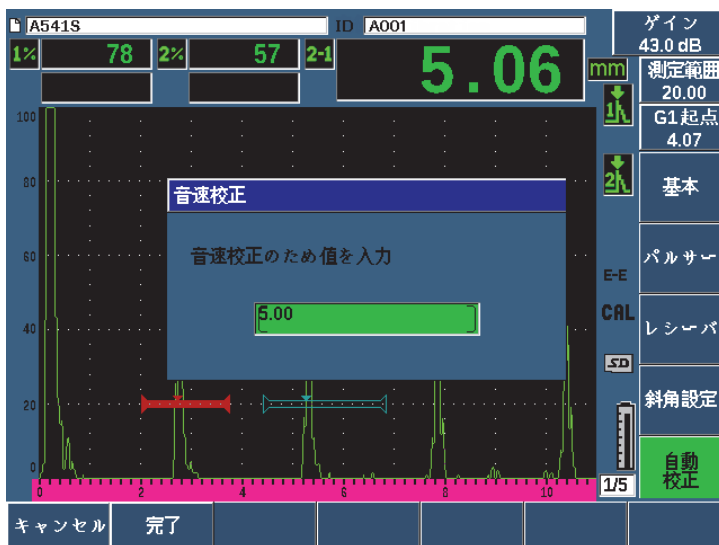 A541S
ID A001
1% 78 2% 57 2-1 5.06 mm
ゲイン
43.0 dB
測定範囲
20.00
G1起点
4.07
基本
パルサー
レシーバ
斜角設定
自動
校正
1
2
E-E
CAL
SD
1/5
100
80
60
40
20
0
音速校正
音速校正のため値を入力
5.00
0 2 4 6 8 10
キャンセル 完了